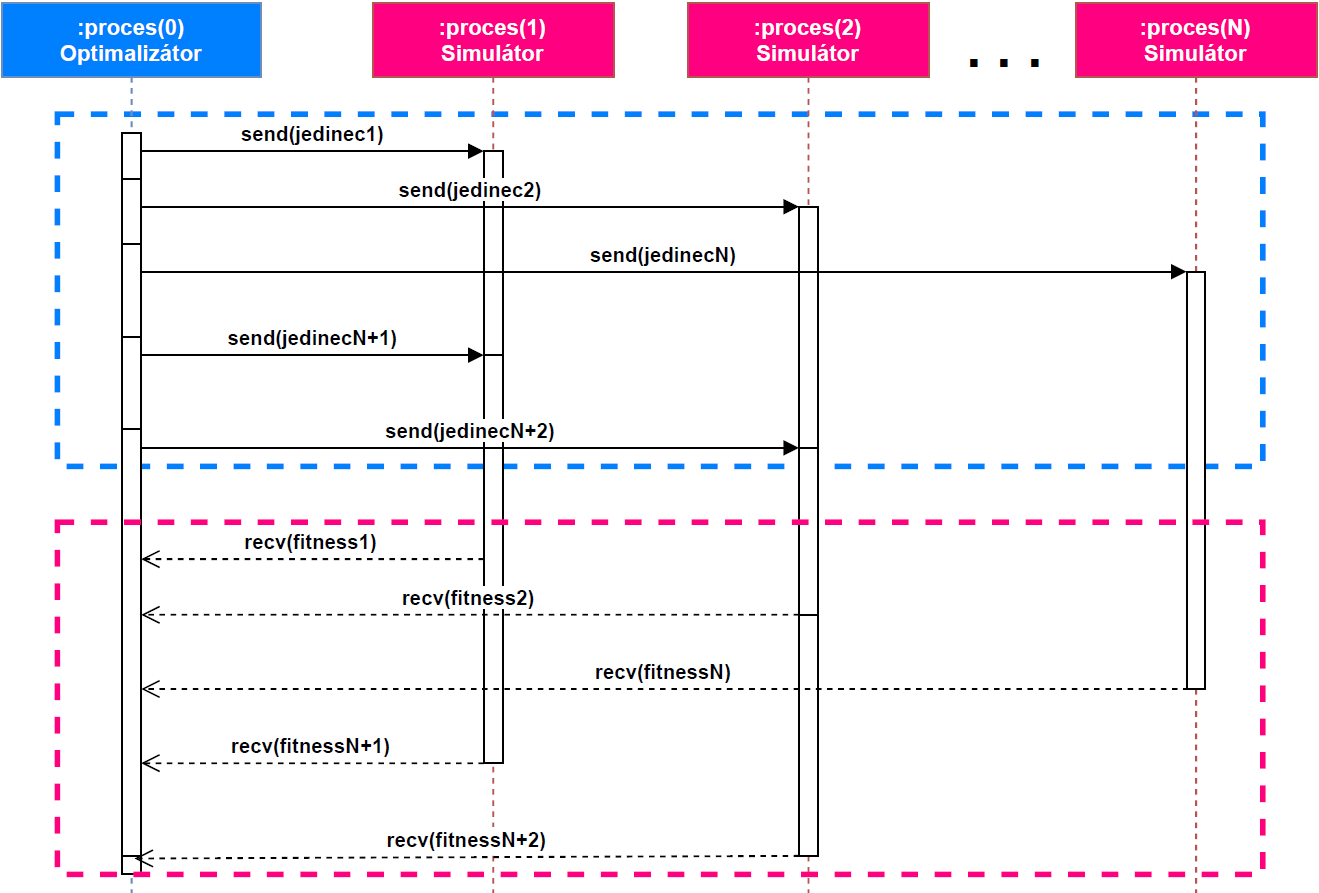 :proces(0)
Optimalizátor
:proces(1)
Simulátor
:proces(2)
Simulátor
. . .
:proces(N)
Simulátor
send(jedinec1)
send(jedinec2)
send(jedinecN)
send(jedinecN+1)
send(jedinecN+2)
recv(fitness1)
recv(fitness2)
recv(fitnessN)
recv(fitnessN+1)
recv(fitnessN+2)